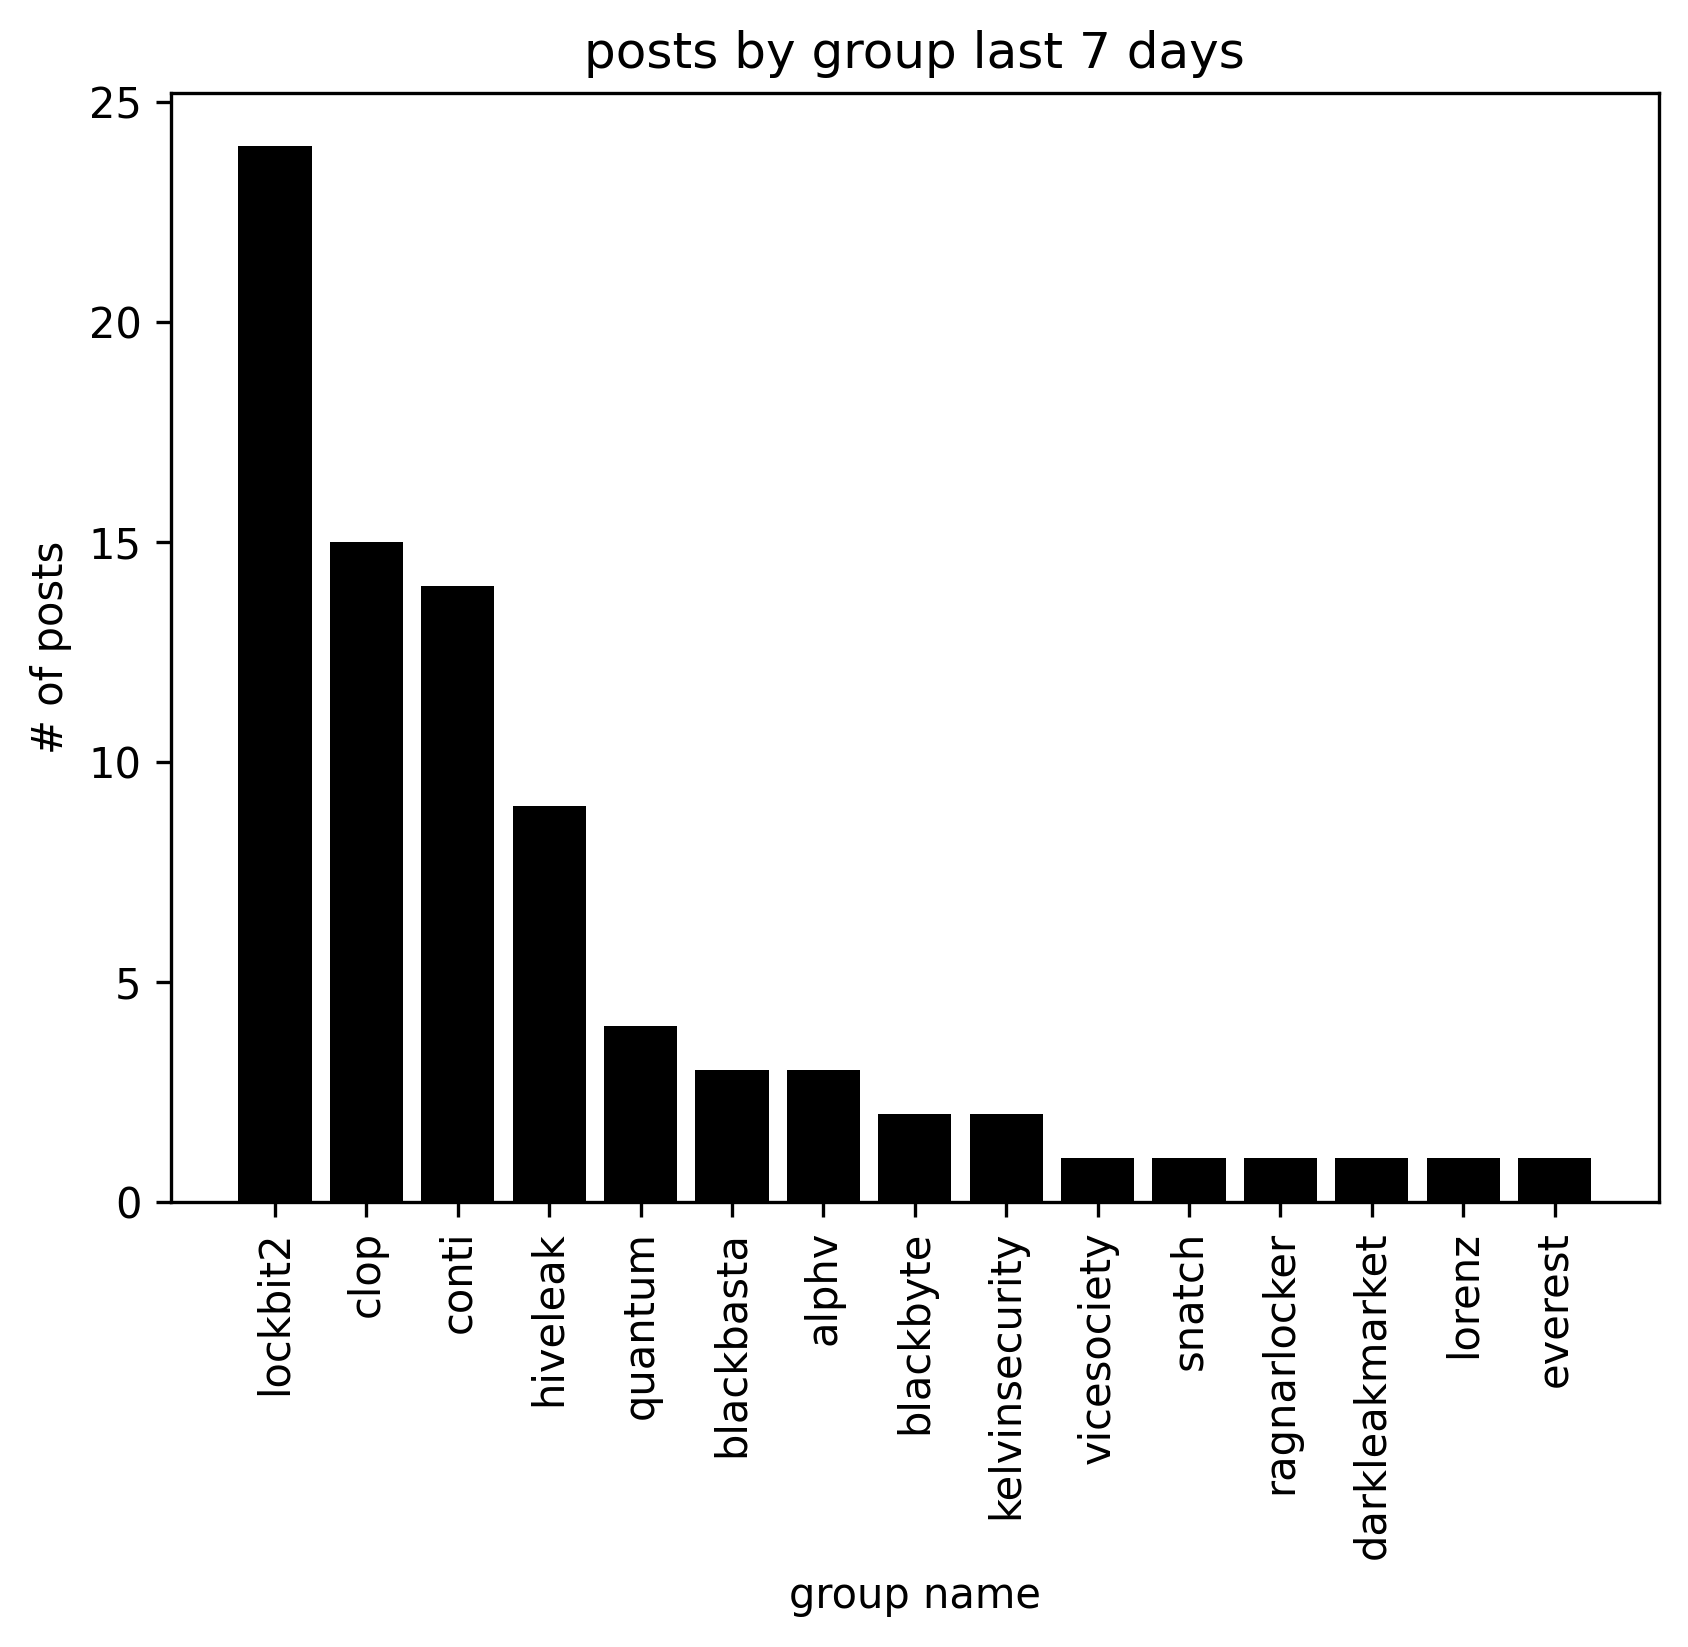 posts by group last 7 days
25
20
15
10
5
0
# of posts
lockbit2
clop
conti
hiveleak
quantum
blackbasta
alphv
blackbyte
kelvinsecurity
vicesociety
snatch
ragnarlocker
darkleakmarket
lorenz
everest
group name